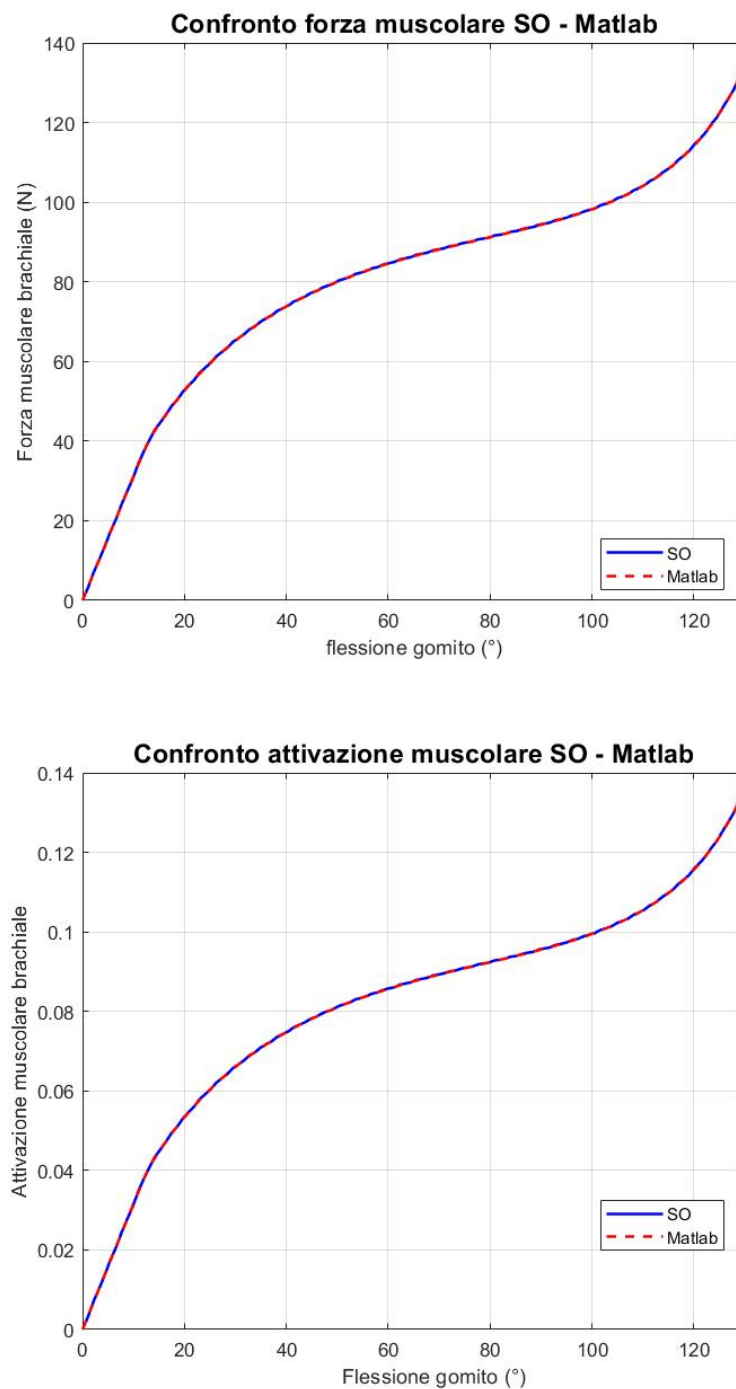 Confronto forza muscolare SO - Matlab
140
120
100
80
60
40
20
0
Forza muscolare brachiale (N)
SO
Matlab
0 20 40 60 80 100 120
flessione gomito (°)
Confronto attivazione muscolare SO - Matlab
0.14
0.12
0.1
0.08
0.06
0.04
0.02
0
Attivazione muscolare brachiale
SO
Matlab
0 20 40 60 80 100 120
Flessione gomito (°)